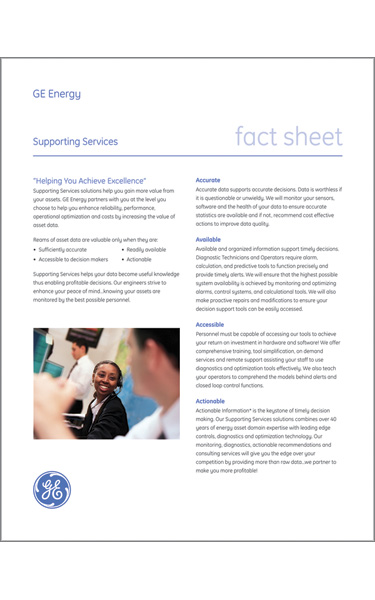 GE Energy
Supporting Services
fact sheet
"Helping You Achieve Excellence"
Supporting Services solutions help you gain more value from
your assets. GE Energy partners with you at the level you
choose to help you enhance reliability, performance,
operational optimization and costs by increasing the value of
asset data.
Reams of asset data are valuable only when they are:
• Sufficiently accurate
• Readily available
• Accessible to decision makers
• Actionable
Supporting Services helps your data become useful knowledge
thus enabling profitable decisions. Our engineers strive to
enhance your peace of mind...knowing your assets are
monitored by the best possible personnel.
GE
Accurate
Accurate data supports accurate decisions. Data is worthless if
it is questionable or unwieldy. We will monitor your sensors,
software and the health of your data to ensure accurate
statistics are available and if not, recommend cost effective
actions to improve data quality.
Available
Available and organized information support timely decisions.
Diagnostic Technicians and Operators require alarm,
calculation, and predictive tools to function precisely and
provide timely alerts. We will ensure that the highest possible
system availability is achieved by monitoring and optimizing
alarms, control systems, and calculational tools. We will also
make proactive repairs and modifications to ensure your
decision support tools can be easily accessed.
Accessible
Personnel must be capable of accessing our tools to achieve
your return on investment in hardware and software! We offer
comprehensive training, tool simplification, on demand
services and remote support assisting your staff to use
diagnostics and optimization tools effectively. We also teach
your operators to comprehend the models behind alerts and
closed loop control functions.
Actionable
Actionable Information* is the keystone of timely decision
making. Our Supporting Services solutions combines over 40
years of energy asset domain expertise with leading edge
controls, diagnostics and optimization technology. Our
monitoring, diagnostics, actionable recommendations and
consulting services will give you the edge over your
competition by providing more than raw data...we partner to
make you more profitable!